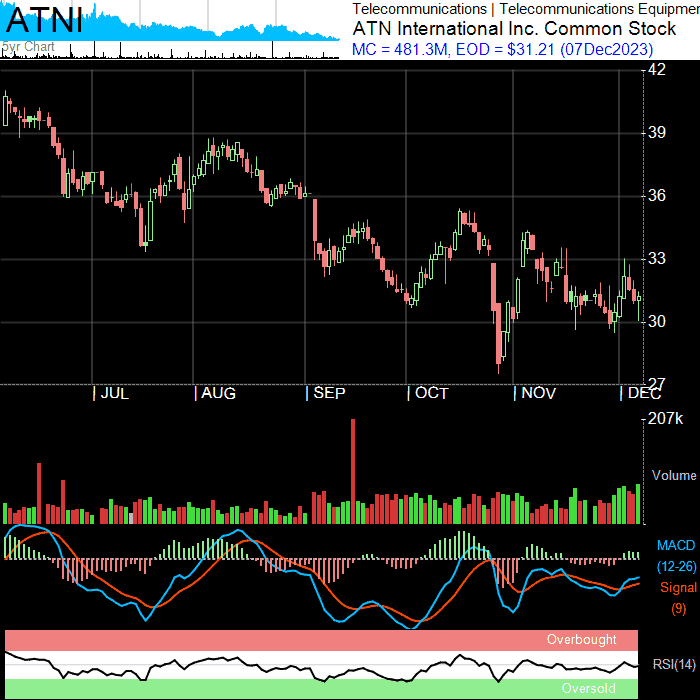 ATNI
5yr Chart
Telecommunications | Telecommunications Equipmen
ATN International Inc. Common Stock
MC = 481.3M, EOD = $31.21 (07Dec2023)
42
39
36
33
30
27
| JUL | AUG | SEP | OCT | NOV | DEC
207k
Volume
MACD
(12-26)
Signal
(9)
Overbought
RSI(14)
Oversold